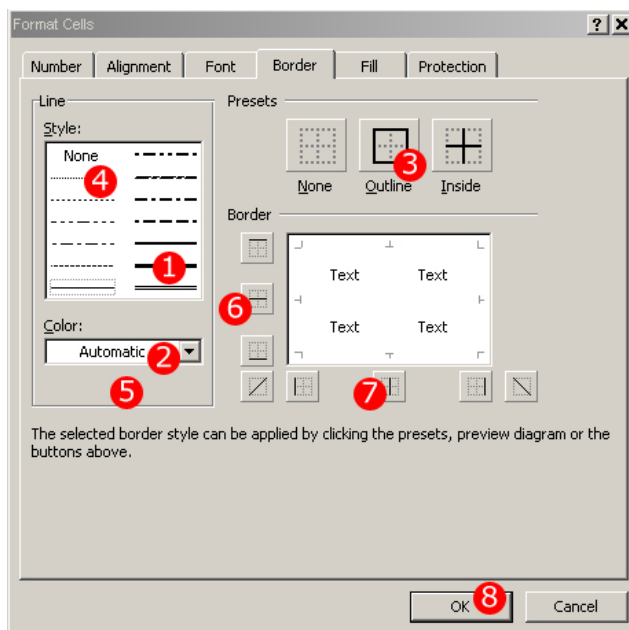 Format Cells
? X
Number Alignment Font Border Fill Protection
Line
Style:
None
4
1
Color:
Automatic 2
5
Presets
3
None Outline Inside
Border
Text Text
6
Text Text
7
The selected border style can be applied by clicking the presets, preview diagram or the
buttons above.
OK 8 Cancel